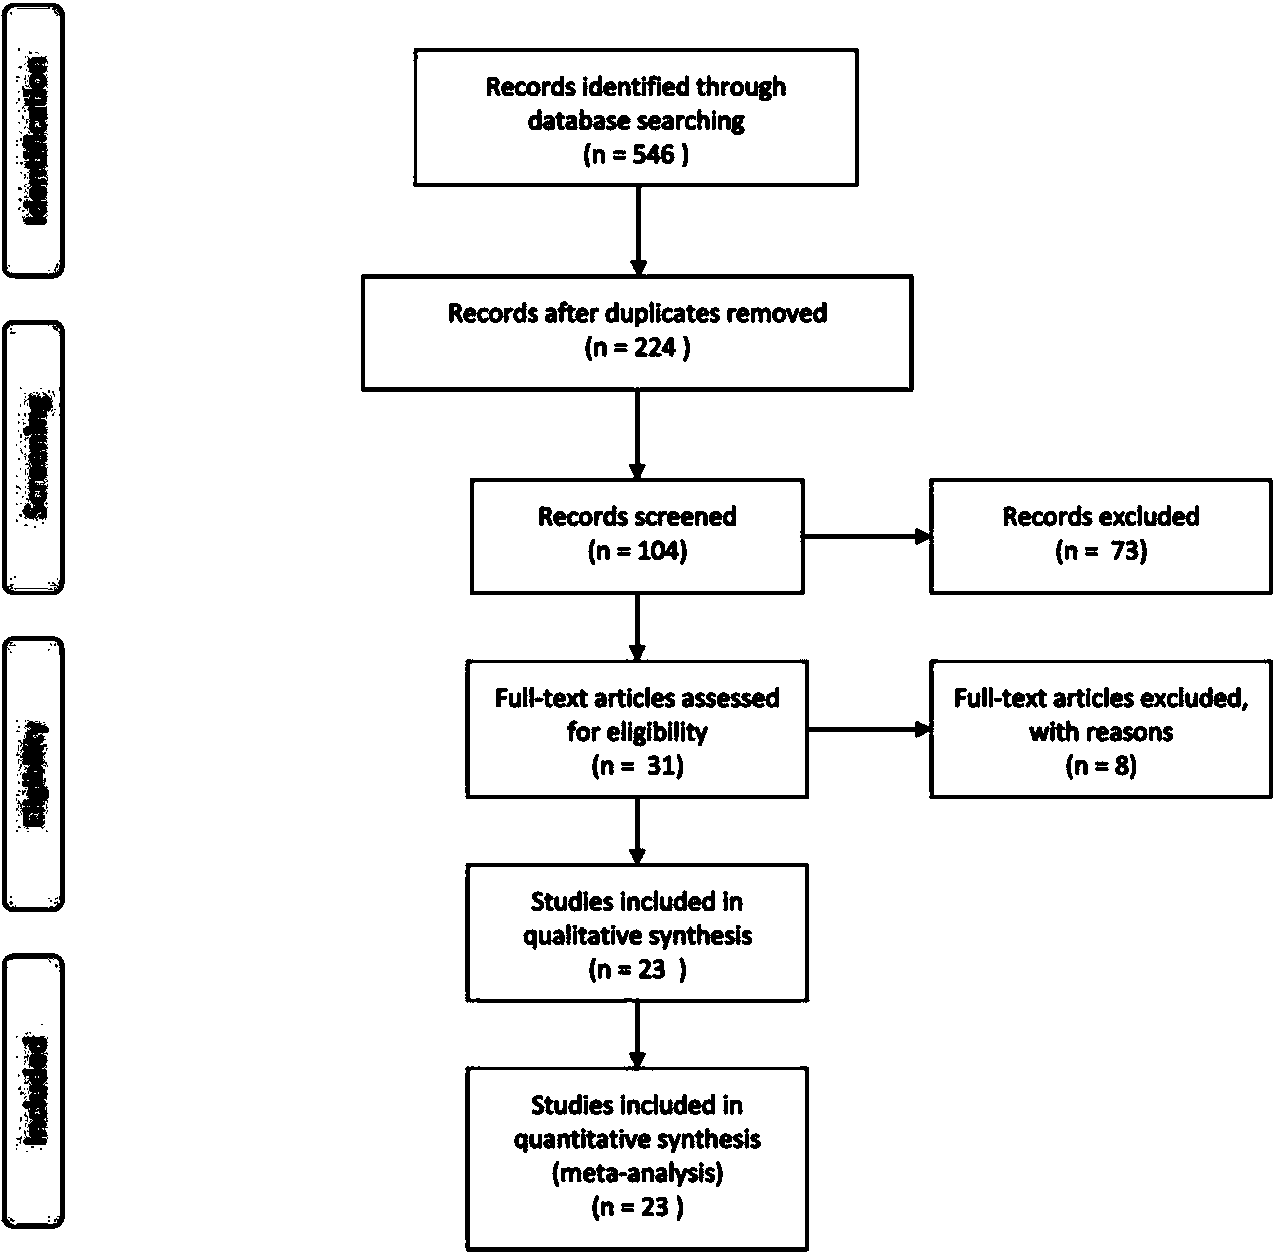 Identification
Records identified through
database searching
(n = 546 )
Records after duplicates removed
(n = 224 )
Screening
Records screened
(n = 104)
Records excluded
(n = 73)
Eligibility
Full-text articles assessed
for eligibility
(n = 31)
Full-text articles excluded,
with reasons
(n = 8)
Studies included in
qualitative synthesis
(n = 23 )
Included
Studies included in
quantitative synthesis
(meta-analysis)
(n = 23 )